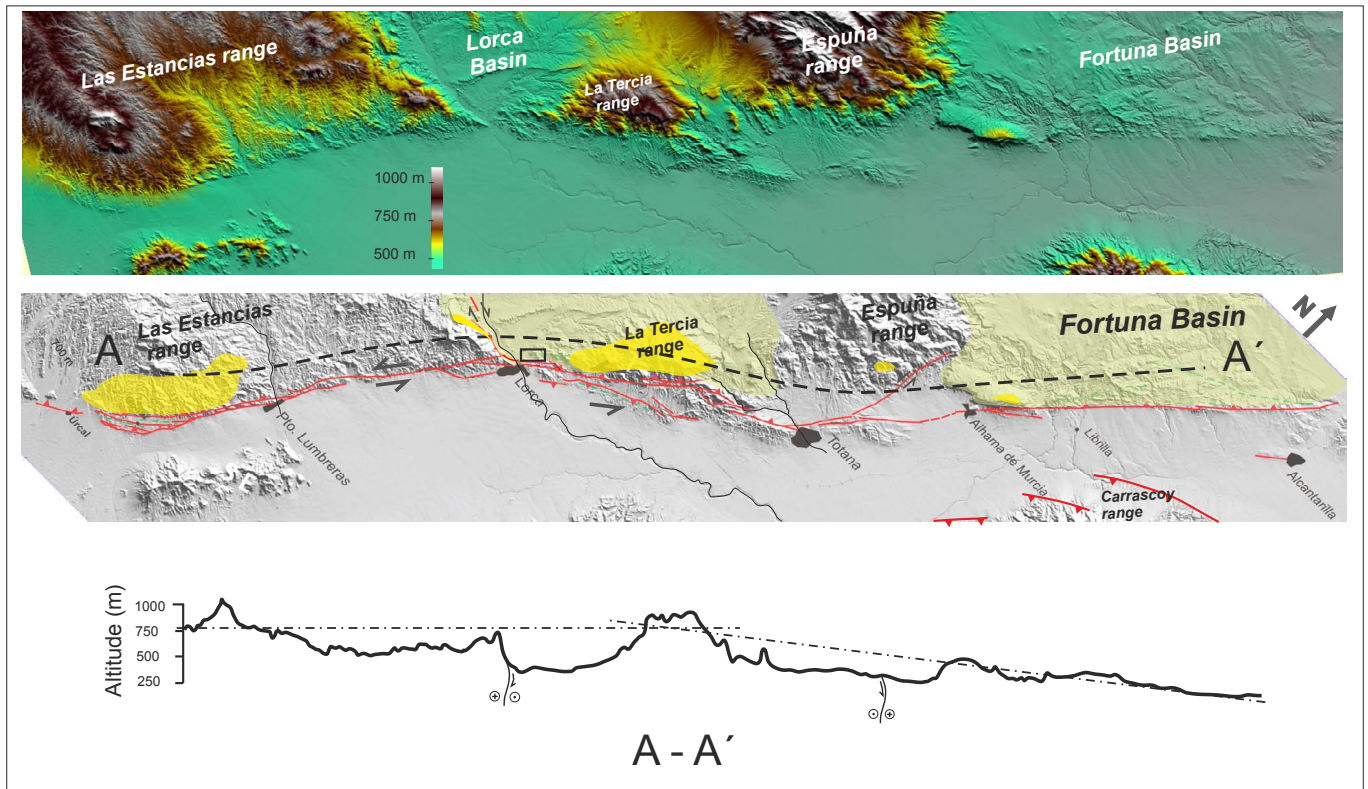 Las Estancias range
Lorca
Basin
La Tercia
range
Espuña
range
Fortuna Basin
1000 m
750 m
500 m
A
Las Estancias
range
La Tercia
range
Espuña
range
Fortuna Basin
A´
N
700 m
Úrcal
Pto. Lumbreras
Lorca
Totana
Alhama de Murcia
Librilla
Alcantarilla
Carrascoy
range
Altitude (m)
1000
750
500
250
A - A´